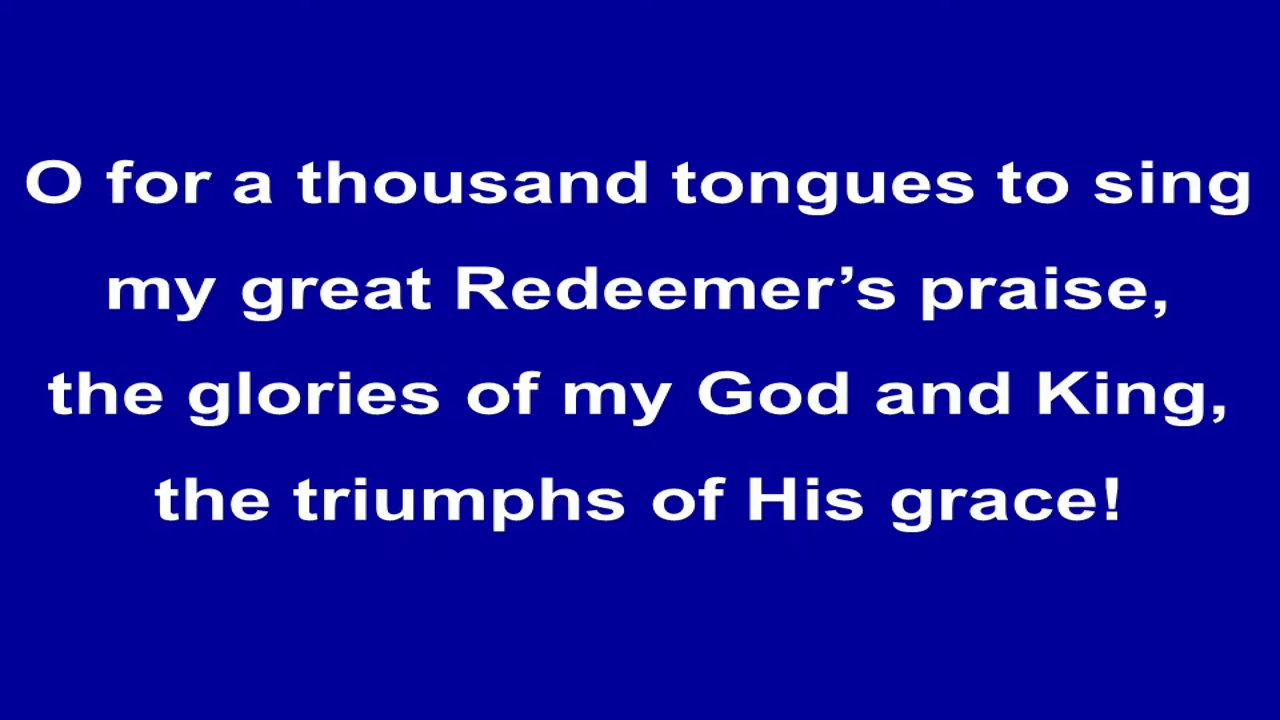 O for a thousand tongues to sing
my great Redeemer’s praise,
the glories of my God and King,
the triumphs of His grace!